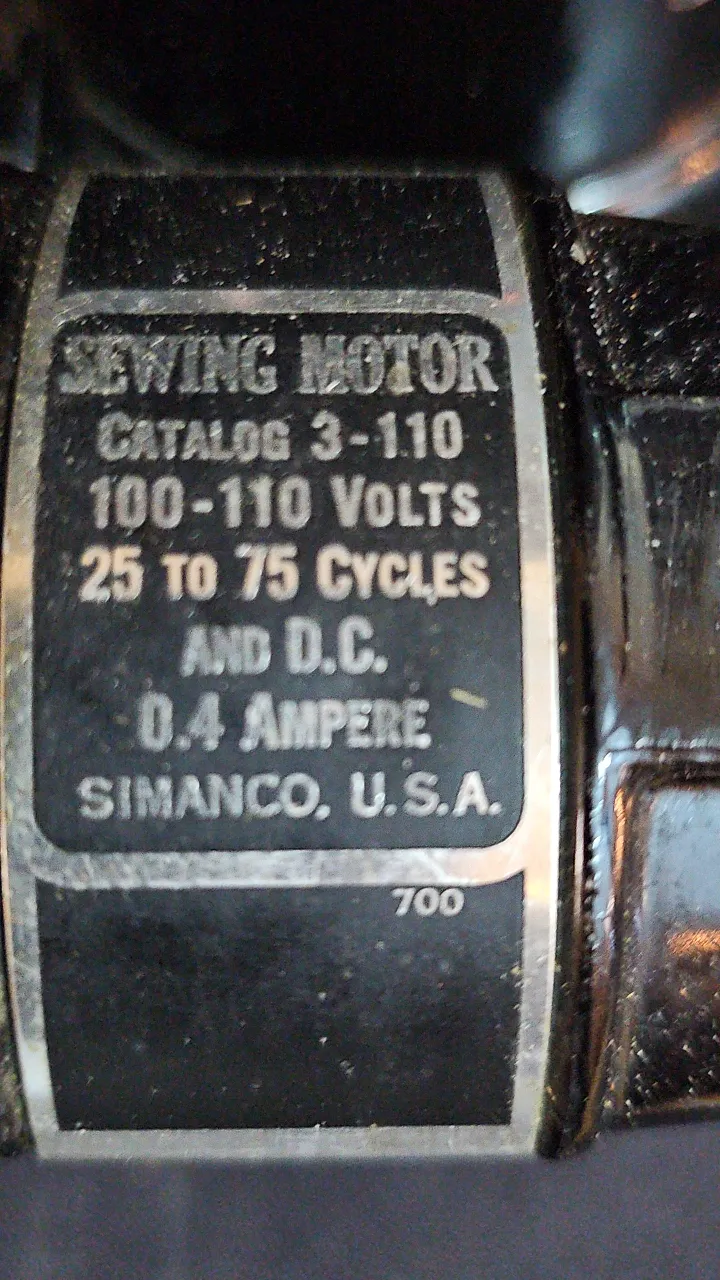 SEWING MOTOR
CATALOG 3-110
100-110 VOLTS
25 TO 75 CYCLES
AND D.C.
0.4 AMPERE
SIMANCO, U.S.A.
700